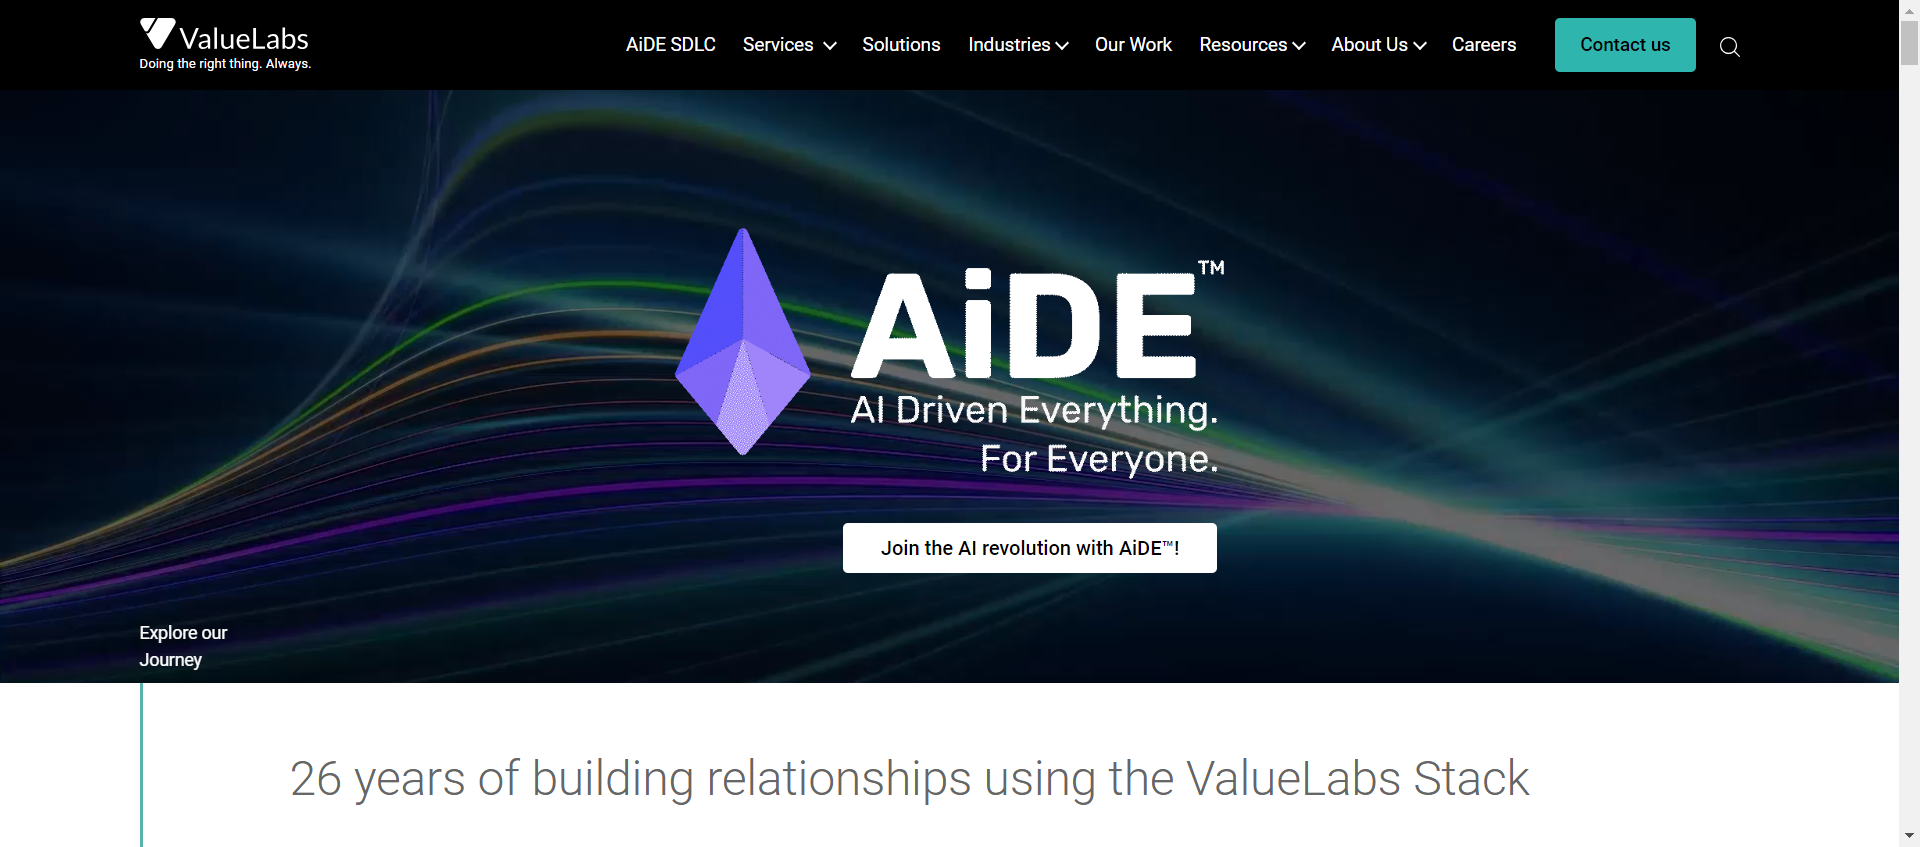 ValueLabs
Doing the right thing. Always.
AiDE SDLC Services Solutions Industries Our Work Resources About Us Careers Contact us
AiDE™
AI Driven Everything.
For Everyone.
Join the AI revolution with AiDE™!
Explore our
Journey
26 years of building relationships using the ValueLabs Stack